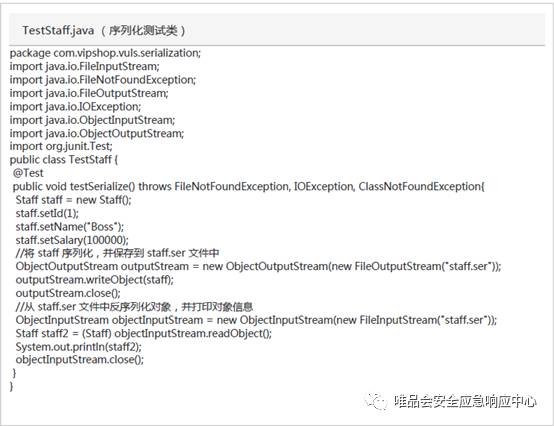 TestStaff.java （序列化测试类）
package com.vipshop.vuls.serialization;
import java.io.FileInputStream;
import java.io.FileNotFoundException;
import java.io.FileOutputStream;
import java.io.IOException;
import java.io.ObjectInputStream;
import java.io.ObjectOutputStream;
import org.junit.Test;
public class TestStaff {
@Test
public void testSerialize() throws FileNotFoundException, IOException, ClassNotFoundException{
Staff staff = new Staff();
staff.setId(1);
staff.setName("Boss");
staff.setSalary(100000);
//将 staff 序列化，并保存到 staff.ser 文件中
ObjectOutputStream outputStream = new ObjectOutputStream(new FileOutputStream("staff.ser"));
outputStream.writeObject(staff);
outputStream.close();
//从 staff.ser 文件中反序列化对象，并打印对象信息
ObjectInputStream objectInputStream = new ObjectInputStream(new FileInputStream("staff.ser"));
Staff staff2 = (Staff) objectInputStream.readObject();
System.out.println(staff2);
objectInputStream.close();
}
}
唯品会安全应急响应中心